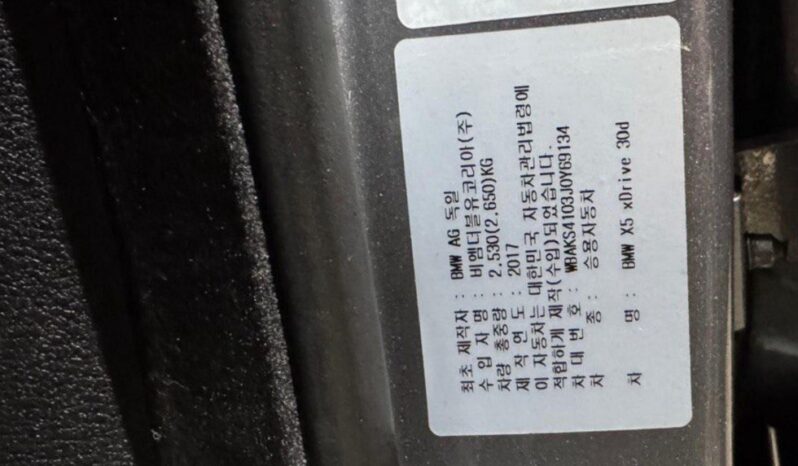 최초 제작자 : BMW AG 독일
수 입 자 명 : 비엠더블유코리아(주)
차량 총중량 : 2,530(2,650)KG
제 작 연 도 : 2017
이 자동차는 대한민국 자동차관리법령에
적합하게 제작(수입)되었습니다.
차 대 번 호 : WBAKS4103J0Y69134
차 종 : 승용자동차
차 명 : BMW X5 xDrive 30d